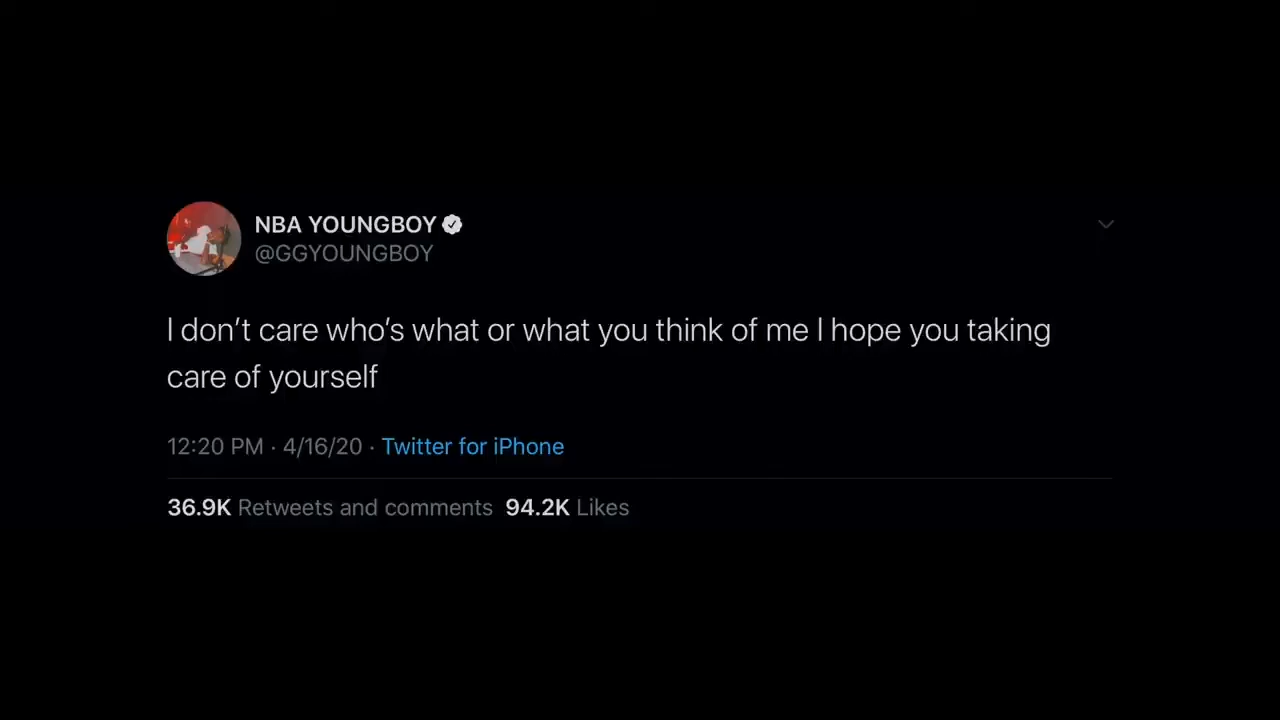 NBA YOUNGBOY
@GGYOUNGBOY
I don’t care who’s what or what you think of me I hope you taking
care of yourself
12:20 PM · 4/16/20 · Twitter for iPhone
36.9K Retweets and comments 94.2K Likes